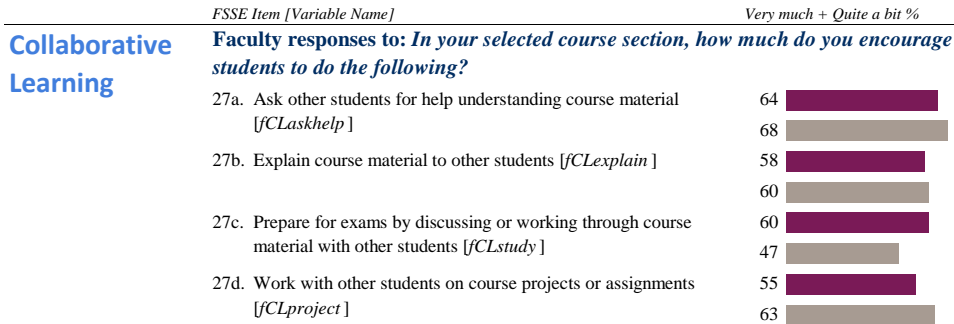 FSSE Item [Variable Name] Very much + Quite a bit %
Collaborative
Learning
Faculty responses to: In your selected course section, how much do you encourage
students to do the following?
27a. Ask other students for help understanding course material 64
[fCLaskhelp ] 68
27b. Explain course material to other students [fCLexplain ] 58
60
27c. Prepare for exams by discussing or working through course 60
material with other students [fCLstudy ] 47
27d. Work with other students on course projects or assignments 55
[fCLproject ] 63